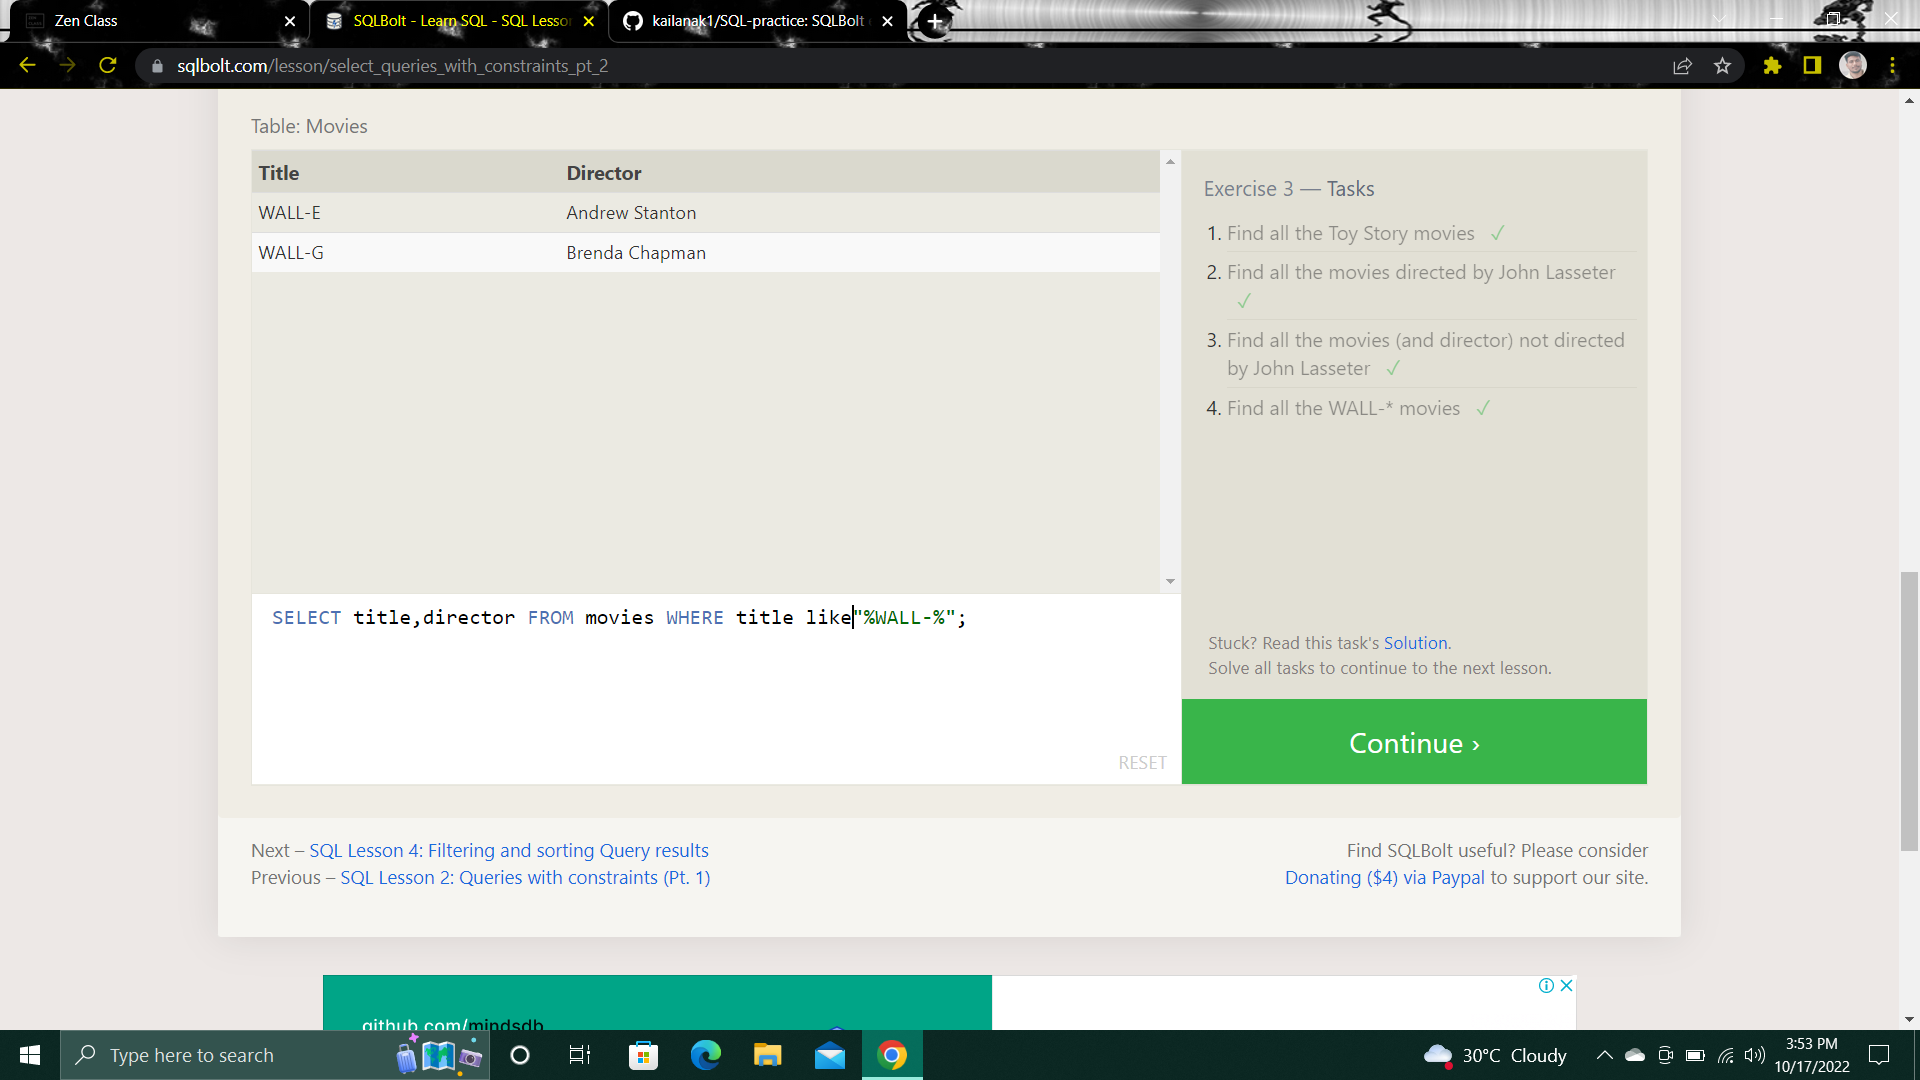 Zen Class
SQLBolt - Learn SQL - SQL Lesso
kailanak1/SQL-practice: SQLBolt
sqlbolt.com/lesson/select_queries_with_constraints_pt_2
Table: Movies
Title Director
WALL-E Andrew Stanton
WALL-G Brenda Chapman
SELECT title,director FROM movies WHERE title like"%WALL-%";
RESET
Exercise 3 — Tasks
1. Find all the Toy Story movies ✓
2. Find all the movies directed by John Lasseter
✓
3. Find all the movies (and director) not directed
by John Lasseter ✓
4. Find all the WALL-* movies ✓
Stuck? Read this task's Solution.
Solve all tasks to continue to the next lesson.
Continue ›
Next – SQL Lesson 4: Filtering and sorting Query results
Previous – SQL Lesson 2: Queries with constraints (Pt. 1)
Find SQLBolt useful? Please consider
Donating ($4) via Paypal to support our site.
github.com/mindsdb
Type here to search
30°C Cloudy
3:53 PM
10/17/2022